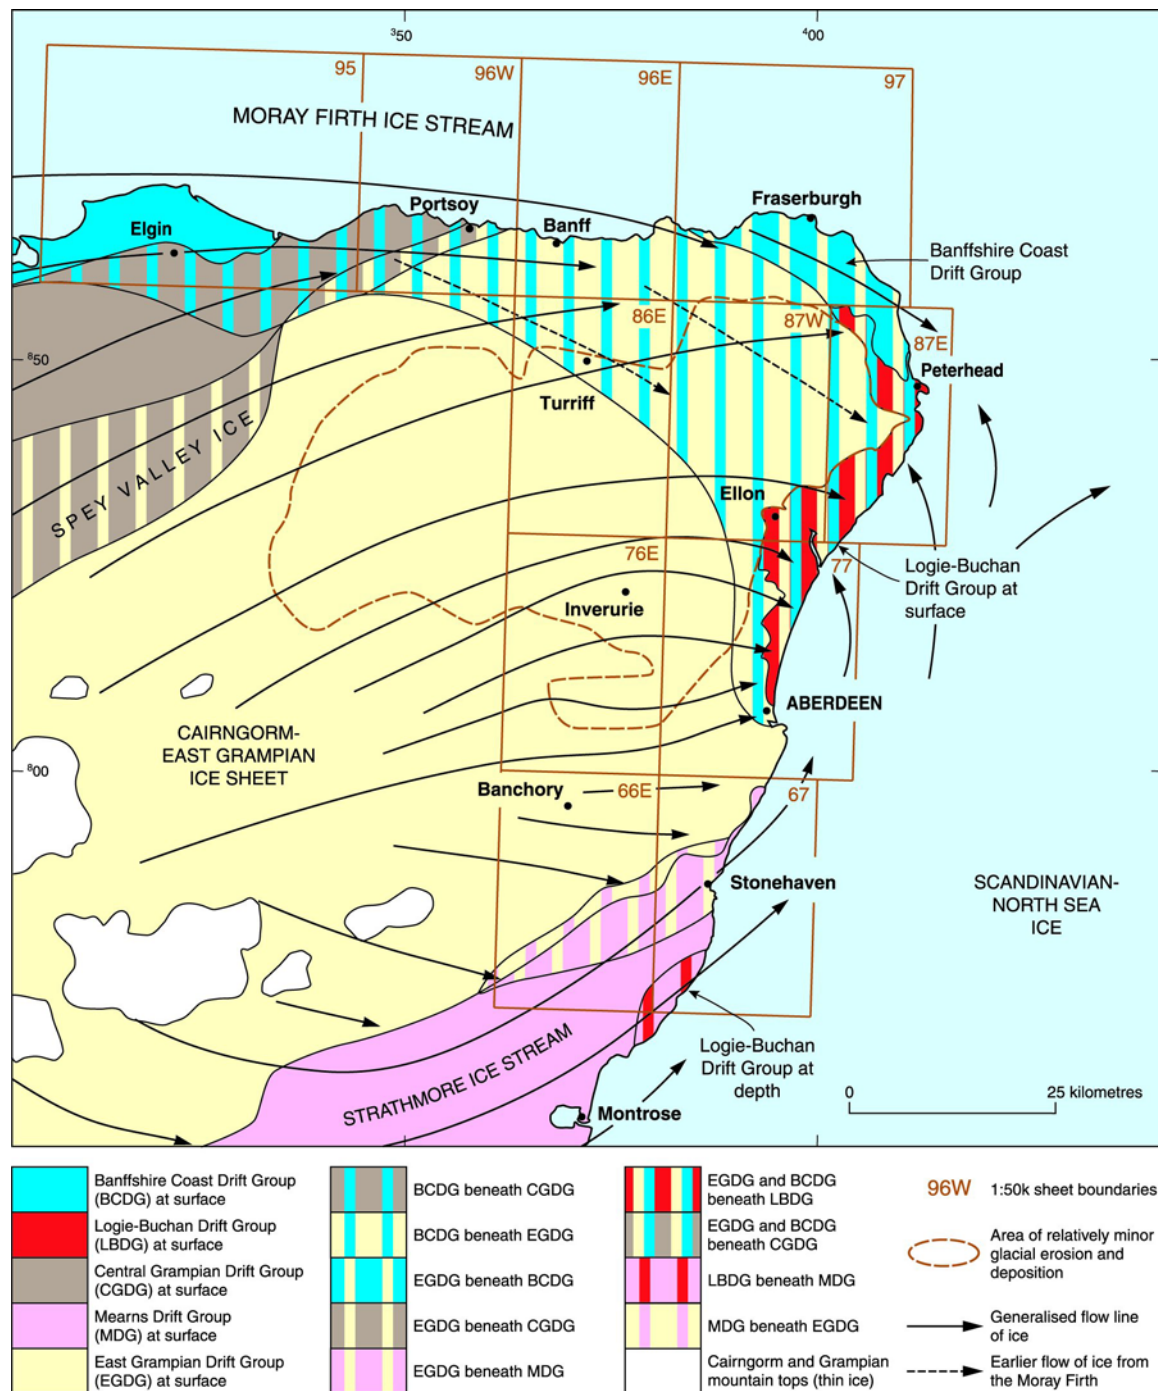 ³50
⁴00
95
96W
96E
97
MORAY FIRTH ICE STREAM
Portsoy
Fraserburgh
Elgin
Banff
Banffshire Coast
Drift Group
86E
87W
87E
⁸50
Peterhead
Turriff
SPEY VALLEY ICE
Ellon
76E
77
Logie-Buchan
Drift Group at
surface
Inverurie
ABERDEEN
CAIRNGORM-
EAST GRAMPIAN
ICE SHEET
⁸00
Banchory
66E
67
Stonehaven
SCANDINAVIAN-
NORTH SEA
ICE
STRATHMORE ICE STREAM
Logie-Buchan
Drift Group at
depth
Montrose
0
25 kilometres
Banffshire Coast Drift Group
(BCDG) at surface
Logie-Buchan Drift Group
(LBDG) at surface
Central Grampian Drift Group
(CGDG) at surface
Mearns Drift Group
(MDG) at surface
East Grampian Drift Group
(EGDG) at surface
BCDG beneath CGDG
BCDG beneath EGDG
EGDG beneath BCDG
EGDG beneath CGDG
EGDG beneath MDG
EGDG and BCDG
beneath LBDG
EGDG and BCDG
beneath CGDG
LBDG beneath MDG
MDG beneath EGDG
Cairngorm and Grampian
mountain tops (thin ice)
96W
1:50k sheet boundaries
Area of relatively minor
glacial erosion and
deposition
Generalised flow line
of ice
Earlier flow of ice from
the Moray Firth